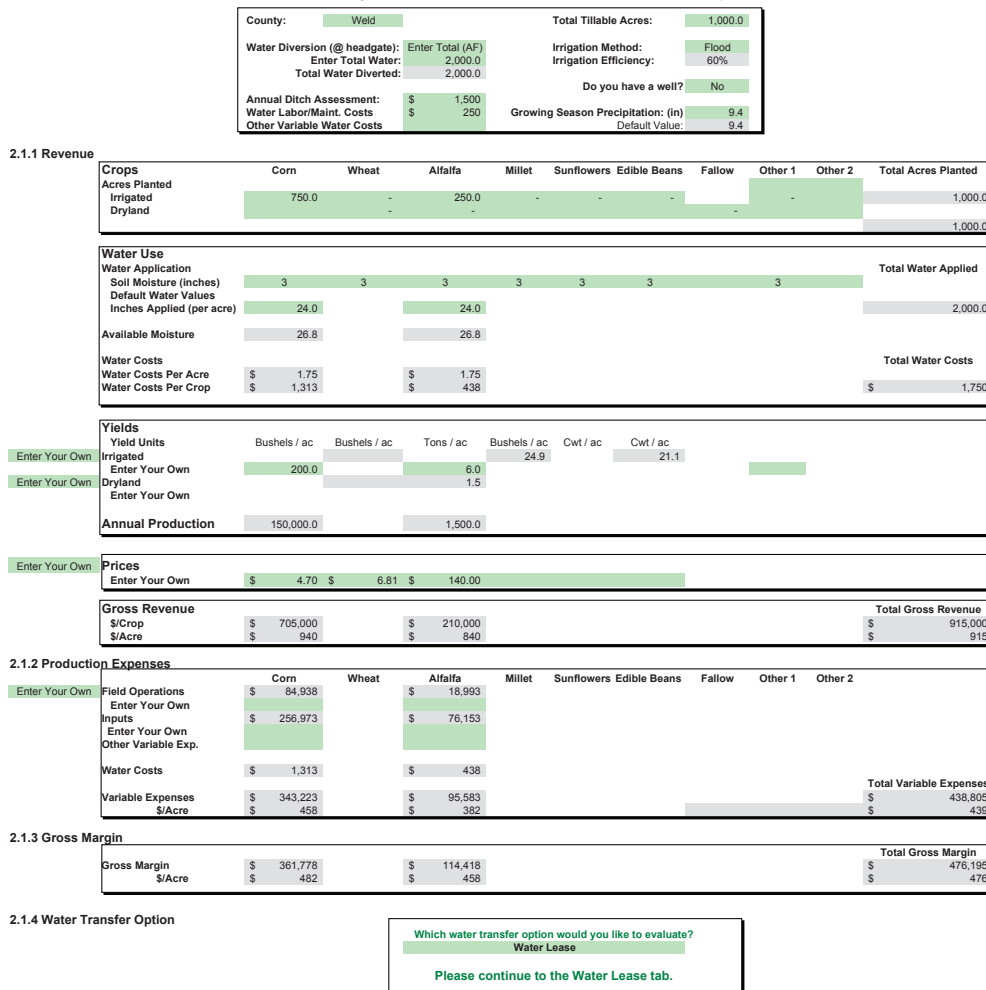 County: Weld Total Tillable Acres: 1,000.0
Water Diversion (@ headgate): Enter Total (AF) Irrigation Method: Flood
Enter Total Water: 2,000.0 Irrigation Efficiency: 60%
Total Water Diverted: 2,000.0
Do you have a well? No
Annual Ditch Assessment: $ 1,500
Water Labor/Maint. Costs $ 250 Growing Season Precipitation: (in) 9.4
Other Variable Water Costs Default Value: 9.4
2.1.1 Revenue
Crops Corn Wheat Alfalfa Millet Sunflowers Edible Beans Fallow Other 1 Other 2 Total Acres Planted
Acres Planted
Irrigated 750.0 - 250.0 - - - - 1,000.0
Dryland - - -
1,000.0
Water Use
Water Application Total Water Applied
Soil Moisture (inches) 3 3 3 3 3 3 3
Default Water Values
Inches Applied (per acre) 24.0 24.0 2,000.0
Available Moisture 26.8 26.8
Water Costs Total Water Costs
Water Costs Per Acre $ 1.75 $ 1.75
Water Costs Per Crop $ 1,313 $ 438 $ 1,750
Yields
Yield Units Bushels / ac Bushels / ac Tons / ac Bushels / ac Cwt / ac Cwt / ac
Enter Your Own Irrigated 24.9 21.1
Enter Your Own 200.0 6.0
Enter Your Own Dryland 1.5
Enter Your Own
Annual Production 150,000.0 1,500.0
Enter Your Own Prices
Enter Your Own $ 4.70 $ 6.81 $ 140.00
Gross Revenue Total Gross Revenue
$/Crop $ 705,000 $ 210,000 $ 915,000
$/Acre $ 940 $ 840 $ 915
2.1.2 Production Expenses
Corn Wheat Alfalfa Millet Sunflowers Edible Beans Fallow Other 1 Other 2
Enter Your Own Field Operations $ 84,938 $ 18,993
Enter Your Own
Inputs $ 256,973 $ 76,153
Enter Your Own
Other Variable Exp.
Water Costs $ 1,313 $ 438
Total Variable Expenses
Variable Expenses $ 343,223 $ 95,583 $ 438,805
$/Acre $ 458 $ 382 $ 439
2.1.3 Gross Margin
Total Gross Margin
Gross Margin $ 361,778 $ 114,418 $ 476,195
$/Acre $ 482 $ 458 $ 476
2.1.4 Water Transfer Option
Which water transfer option would you like to evaluate?
Water Lease
Please continue to the Water Lease tab.